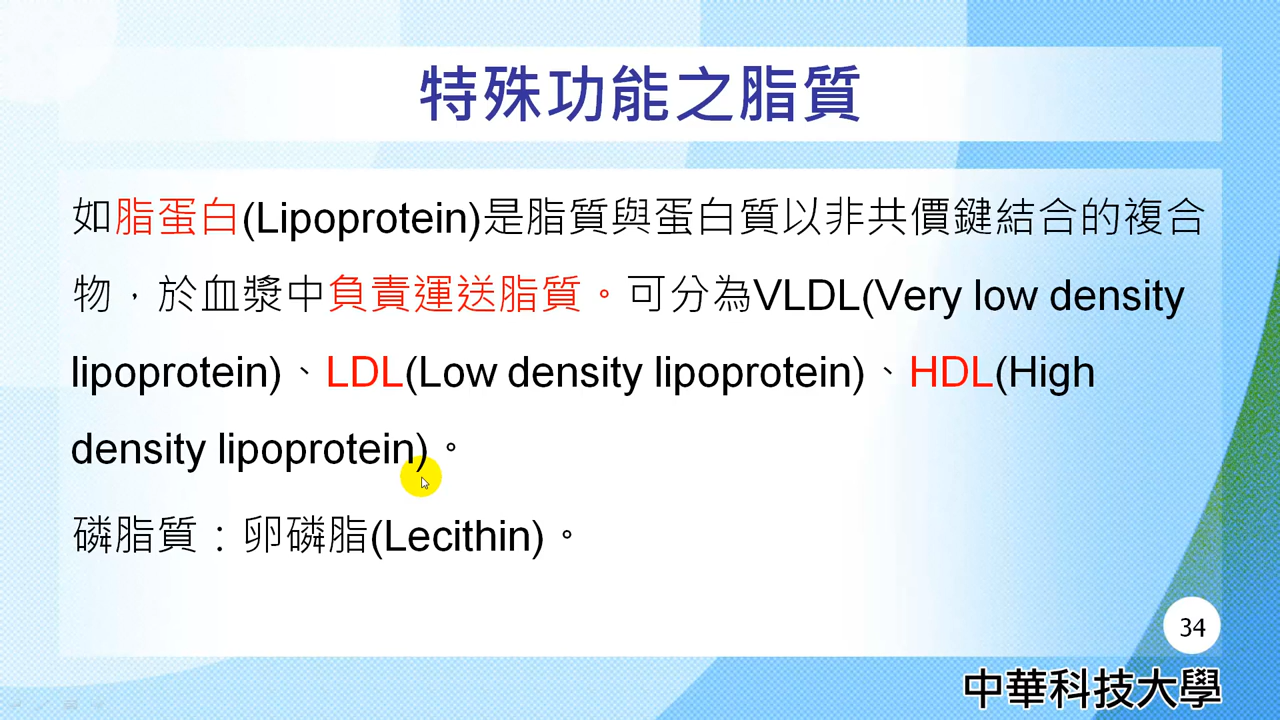 特殊功能之脂質
如脂蛋白(Lipoprotein)是脂質與蛋白質以非共價鍵結合的複合
物，於血漿中負責運送脂質。可分為VLDL(Very low density
lipoprotein)、LDL(Low density lipoprotein)、HDL(High
density lipoprotein)。
磷脂質：卵磷脂(Lecithin)。
34
中華科技大學